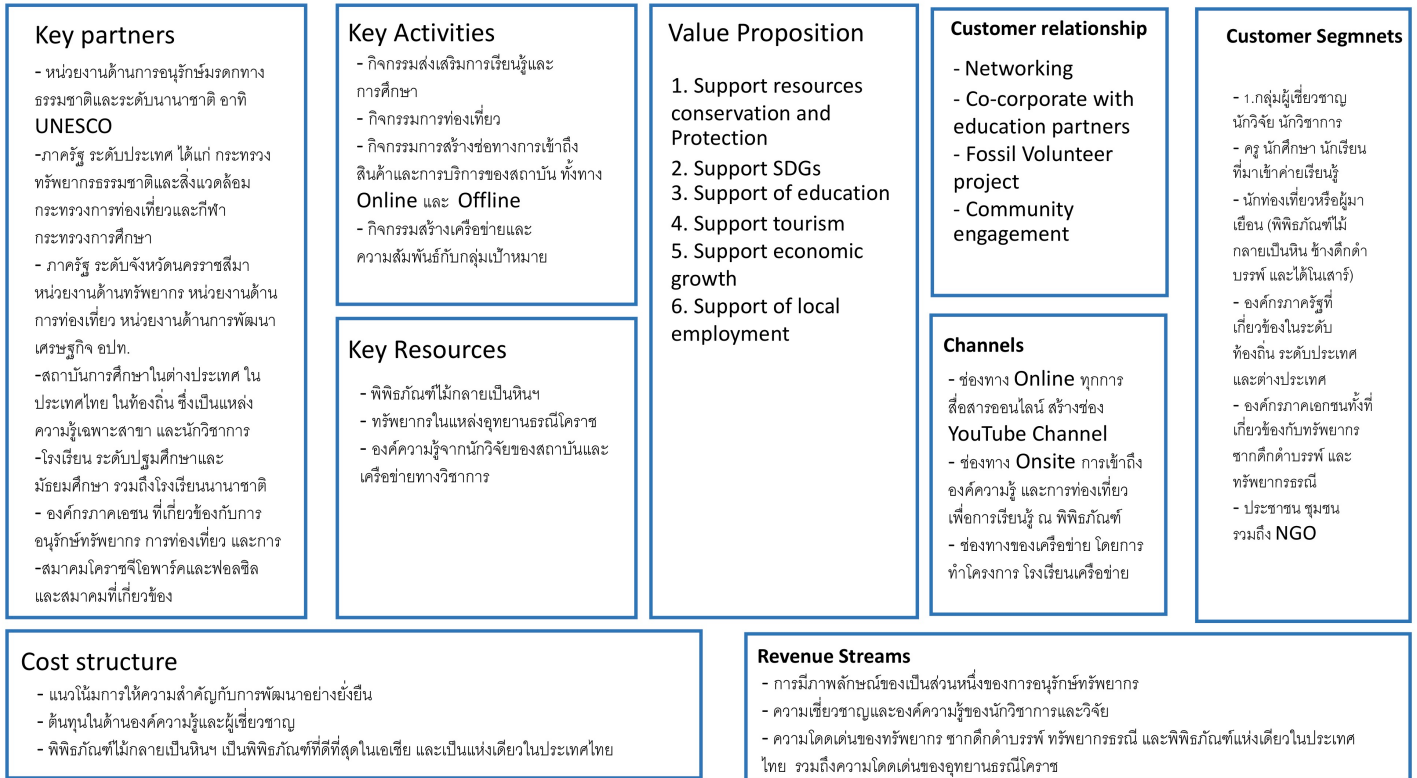 Key partners
- หน่วยงานด้านการอนุรักษ์มรดกทาง
ธรรมชาติและระดับนานาชาติ อาทิ
UNESCO
-ภาครัฐ ระดับประเทศ ได้แก่ กระทรวง
ทรัพยากรธรรมชาติและสิ่งแวดล้อม
กระทรวงการท่องเที่ยวและกีฬา
กระทรวงการศึกษา
- ภาครัฐ ระดับจังหวัดนครราชสีมา
หน่วยงานด้านทรัพยากร หน่วยงานด้าน
การท่องเที่ยว หน่วยงานด้านการพัฒนา
เศรษฐกิจ อปท.
-สถาบันการศึกษาในต่างประเทศ ใน
ประเทศไทย ในท้องถิ่น ซึ่งเป็นแหล่ง
ความรู้เฉพาะสาขา และนักวิชาการ
-โรงเรียน ระดับปฐมศึกษาและ
มัธยมศึกษา รวมถึงโรงเรียนนานาชาติ
- องค์กรภาคเอชน ที่เกี่ยวข้องกับการ
อนุรักษ์ทรัพยากร การท่องเที่ยว และการ
-สมาคมโคราชจีโอพาร์คและฟอสซิล
และสมาคมที่เกี่ยวข้อง
Key Activities
- กิจกรรมส่งเสริมการเรียนรู้และ
การศึกษา
- กิจกรรมการท่องเที่ยว
- กิจกรรมการสร้างช่อทางการเข้าถึง
สินค้าและการบริการของสถาบัน ทั้งทาง
Online และ Offline
- กิจกรรมสร้างเครือข่ายและ
ความสัมพันธ์กับกลุ่มเป้าหมาย
Key Resources
- พิพิธภัณฑ์ไม้กลายเป็นหินฯ
- ทรัพยากรในแหล่งอุทยานธรณีโคราช
- องค์ความรู้จากนักวิจัยของสถาบันและ
เครือข่ายทางวิชาการ
Value Proposition
1. Support resources
conservation and
Protection
2. Support SDGs
3. Support of education
4. Support tourism
5. Support economic
growth
6. Support of local
employment
Customer relationship
- Networking
- Co-corporate with
education partners
- Fossil Volunteer
project
- Community
engagement
Channels
- ช่องทาง Online ทุกการ
สื่อสารออนไลน์ สร้างช่อง
YouTube Channel
- ช่องทาง Onsite การเข้าถึง
องค์ความรู้ และการท่องเที่ยว
เพื่อการเรียนรู้ ณ พิพิธภัณฑ์
- ช่องทางของเครือข่าย โดยการ
ทำโครงการ โรงเรียนเครือข่าย
Customer Segmnets
- 1.กลุ่มผู้เชี่ยวชาญ
นักวิจัย นักวิชาการ
- ครู นักศึกษา นักเรียน
ที่มาเข้าค่ายเรียนรู้
- นักท่องเที่ยวหรือผู้มา
เยือน (พิพิธภัณฑ์ไม้
กลายเป็นหิน ช้างดึกดำ
บรรพ์ และไดโนเสาร์)
- องค์กรภาครัฐที่
เกี่ยวข้องในระดับ
ท้องถิ่น ระดับประเทศ
และต่างประเทศ
- องค์กรภาคเอกชนทั้งที่
เกี่ยวข้องกับทรัพยากร
ซากดึกดำบรรพ์ และ
ทรัพยากรธรณี
- ประชาชน ชุมชน
รวมถึง NGO
Cost structure
- แนวโน้มการให้ความสำคัญกับการพัฒนาอย่างยั่งยืน
- ต้นทุนในด้านองค์ความรู้และผู้เชี่ยวชาญ
- พิพิธภัณฑ์ไม้กลายเป็นหินฯ เป็นพิพิธภัณฑ์ที่ดีที่สุดในเอเชีย และเป็นแห่งเดียวในประเทศไทย
Revenue Streams
- การมีภาพลักษณ์ของเป็นส่วนหนึ่งของการอนุรักษ์ทรัพยากร
- ความเชี่ยวชาญและองค์ความรู้ของนักวิชาการและวิจัย
- ความโดดเด่นของทรัพยากร ซากดึกดำบรรพ์ ทรัพยากรธรณี และพิพิธภัณฑ์แห่งเดียวในประเทศ
ไทย รวมถึงความโดดเด่นของอุทยานธรณีโคราช